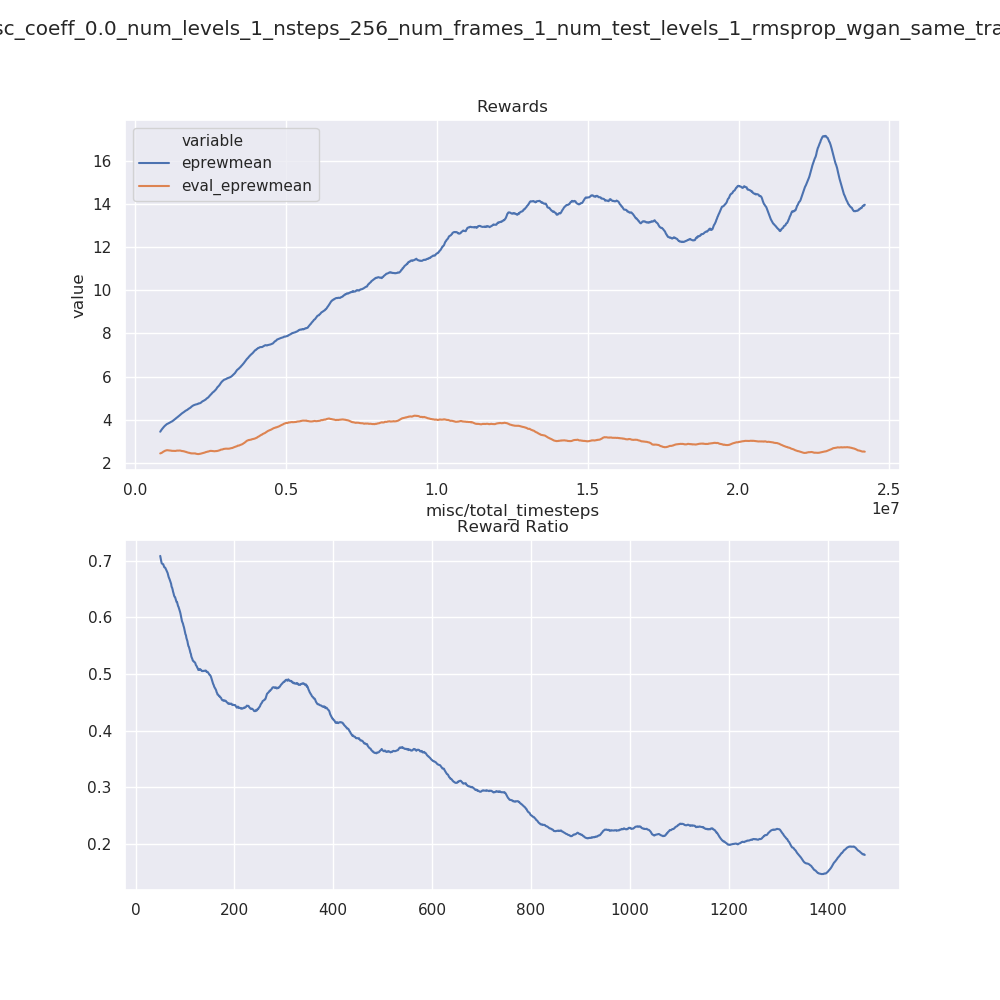 sc_coeff_0.0_num_levels_1_nsteps_256_num_frames_1_num_test_levels_1_rmsprop_wgan_same_tra
Rewards
variable
eprewmean
eval_eprewmean
value
16
14
12
10
8
6
4
2
0.0 0.5 1.0 1.5 2.0 2.5
1e7
misc/total_timesteps
Reward Ratio
0.7
0.6
0.5
0.4
0.3
0.2
0 200 400 600 800 1000 1200 1400